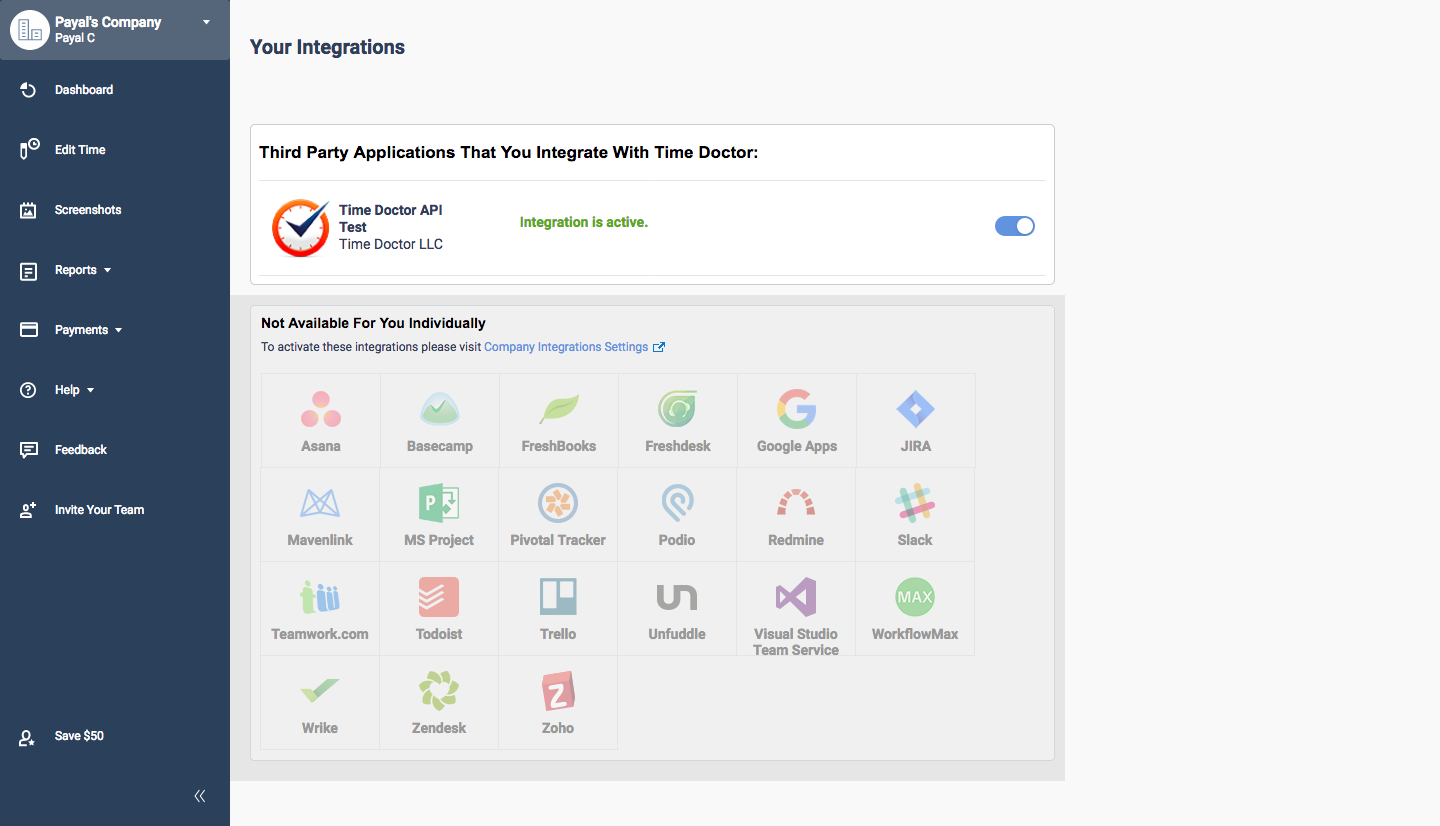 Payal's Company
Payal C
Dashboard
Edit Time
Screenshots
Reports
Payments
Help
Feedback
Invite Your Team
Save $50
Your Integrations
Third Party Applications That You Integrate With Time Doctor:
Time Doctor API
Test
Time Doctor LLC
Integration is active.
Not Available For You Individually
To activate these integrations please visit Company Integrations Settings
Asana
Basecamp
FreshBooks
Freshdesk
Google Apps
JIRA
Mavenlink
P
MS Project
Pivotal Tracker
Podio
Redmine
Slack
Teamwork.com
Todoist
Trello
un
Unfuddle
Visual Studio
Team Service
MAX
WorkflowMax
Wrike
Zendesk
Z
Zoho